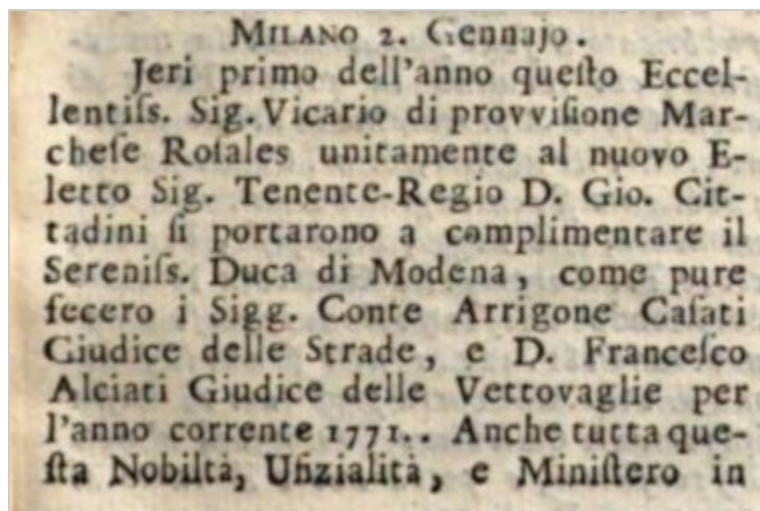 MILANO 2. Gennajo.
Jeri primo dell'anno queſto Eccel-
lentiſs. Sig. Vicario di provviſione Mar-
cheſe Roſales unitamente al nuovo E-
letto Sig. Tenente-Regio D. Gio. Cit-
tadini ſi portarono a complimentare il
Sereniſs. Duca di Modena, come pure
fecero i Sigg. Conte Arrigone Caſati
Giudice delle Strade, e D. Franceſco
Alciati Giudice delle Vettovaglie per
l'anno corrente 1771.. Anche tutta que-
ſta Nobiltà, Ufizialità, e Miniſtero in